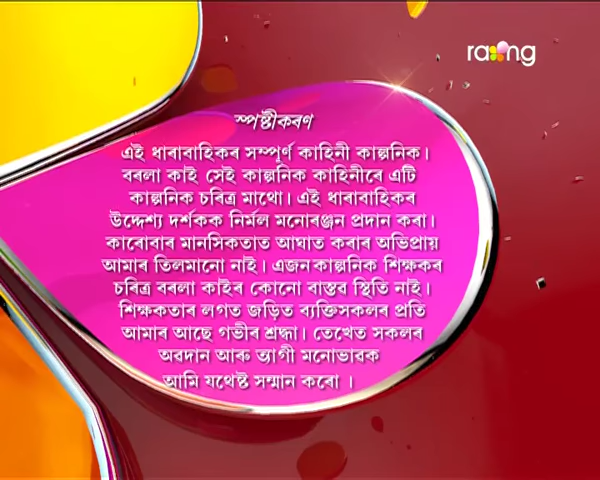 rang
স্পষ্টীকৰণ
এই ধাৰাবাহিকৰ সম্পূৰ্ণ কাহিনী কাল্পনিক।
বৰলা কাই সেই কাল্পনিক কাহিনীৰে এটি
কাল্পনিক চৰিত্ৰ মাথো। এই ধাৰাবাহিকৰ
উদ্দেশ্য দৰ্শকক নিৰ্মল মনোৰঞ্জন প্ৰদান কৰা।
কাৰোবাৰ মানসিকতাত আঘাত কৰাৰ অভিপ্ৰায়
আমাৰ তিলমানো নাই। এজন কাল্পনিক শিক্ষকৰ
চৰিত্ৰ বৰলা কাইৰ কোনো বাস্তৱ স্থিতি নাই।
শিক্ষকতাৰ লগত জড়িত ব্যক্তিসকলৰ প্ৰতি
আমাৰ আছে গভীৰ শ্ৰদ্ধা। তেখেত সকলৰ
অৱদান আৰু ত্যাগী মনোভাৱক
আমি যথেষ্ট সন্মান কৰো ।